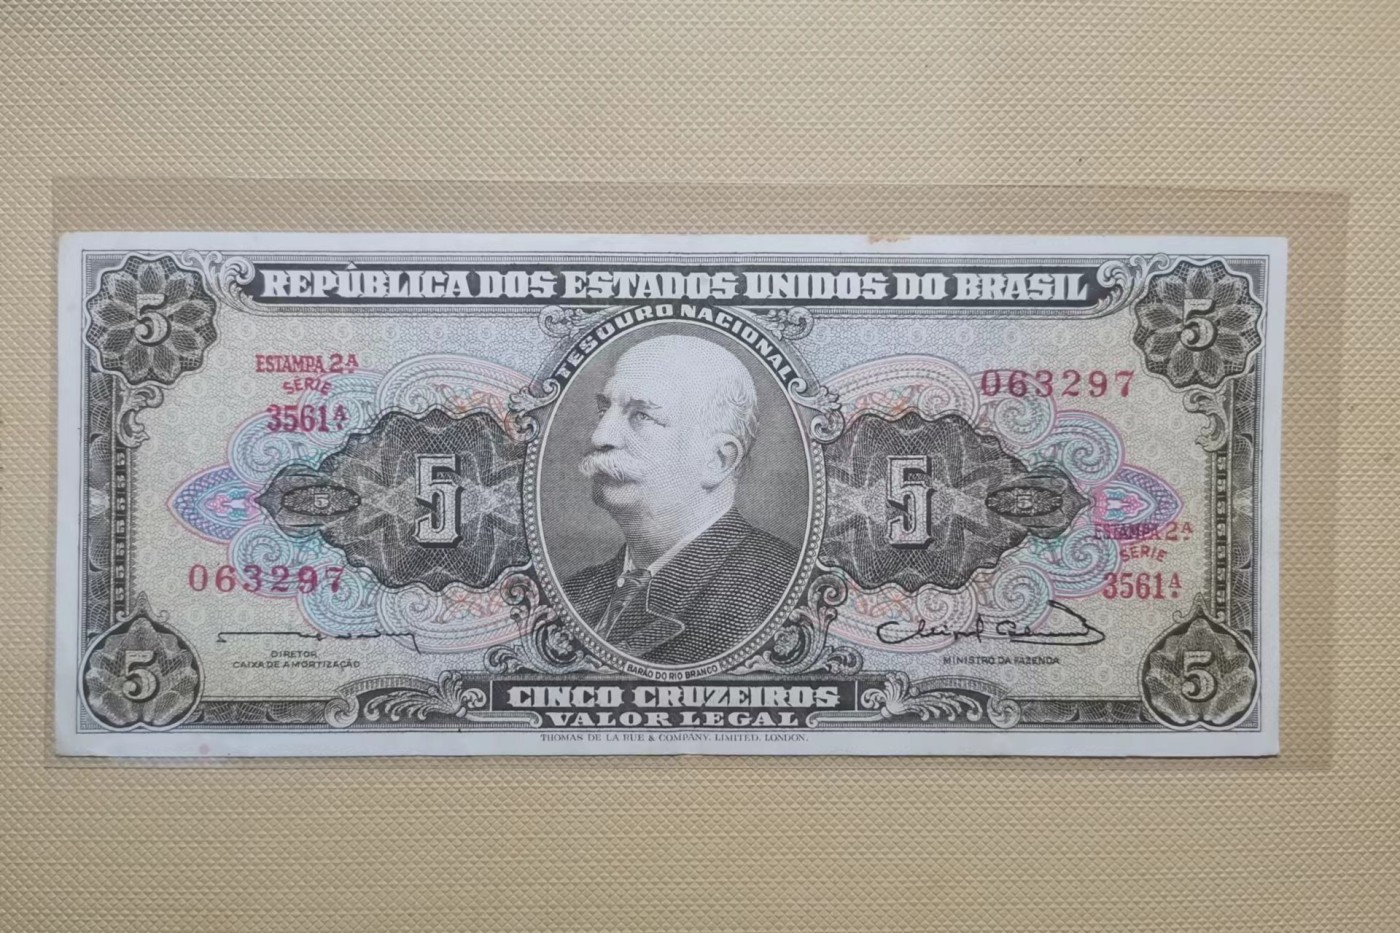 REPÚBLICA DOS ESTADOS UNIDOS DO BRASIL
TESOURO NACIONAL
5
5
ESTAMPA 2A
SÉRIE
3561A
063297
5
5
5
5
ESTAMPA 2A
SÉRIE
3561A
063297
DIRETOR
CAIXA DE AMORTIZAÇÃO
MINISTRO DA FAZENDA
BARÃO DO RIO BRANCO
5
5
CINCO CRUZEIROS
VALOR LEGAL
THOMAS DE LA RUE & COMPANY, LIMITED, LONDON.